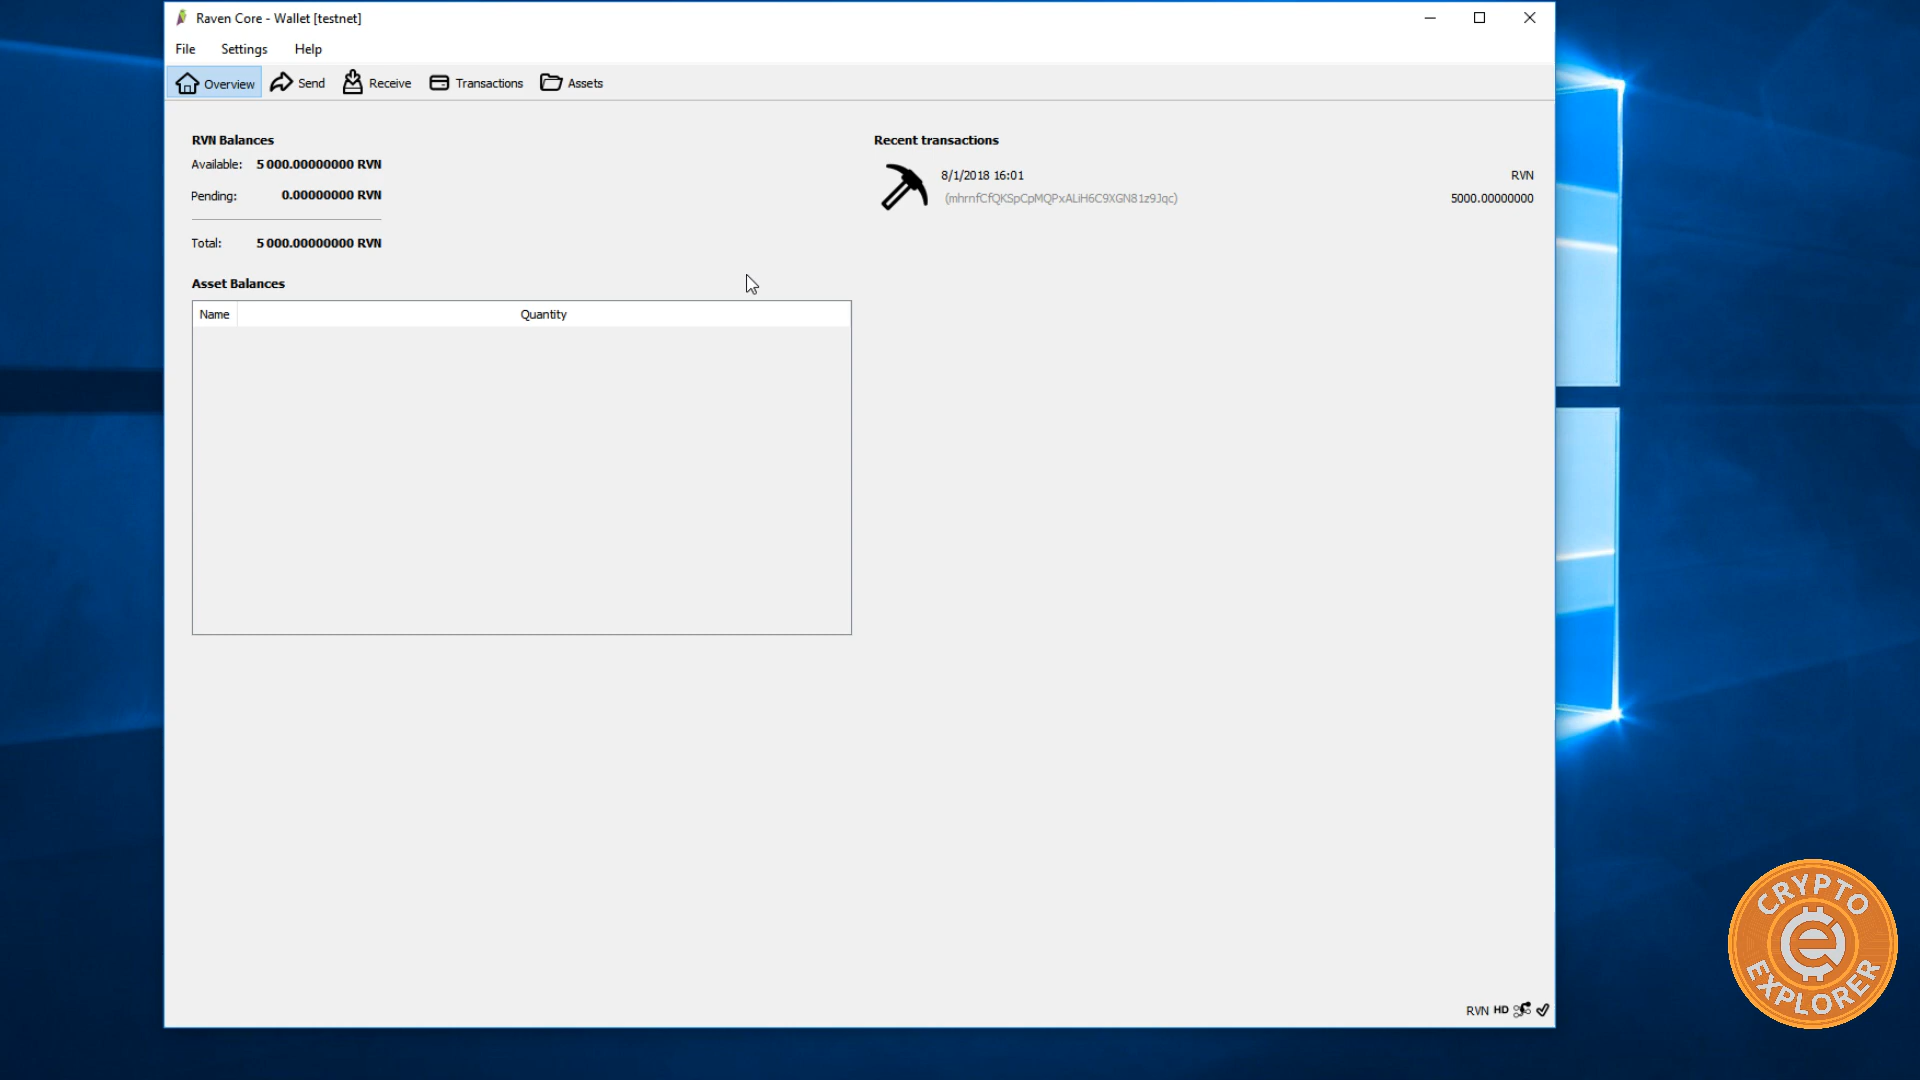 Raven Core - Wallet [testnet]
File Settings Help
Overview Send Receive Transactions Assets
RVN Balances
Available: 5 000.00000000 RVN
Pending: 0.00000000 RVN
Total: 5 000.00000000 RVN
Asset Balances
Name Quantity
Recent transactions
8/1/2018 16:01 RVN
(mhrnfCfQKSpCpMQPxALiH6C9XGN81z9Jqc) 5000.00000000
RVN HD
CRYPTO
EXPLORER